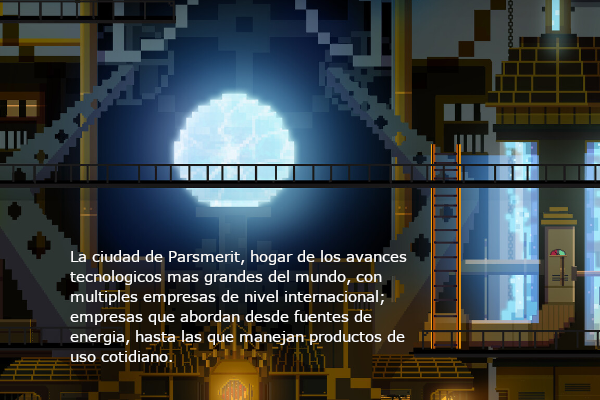 La ciudad de Parsmerit, hogar de los avances
tecnologicos mas grandes del mundo, con
multiples empresas de nivel internacional;
empresas que abordan desde fuentes de
energia, hasta las que manejan productos de
uso cotidiano.